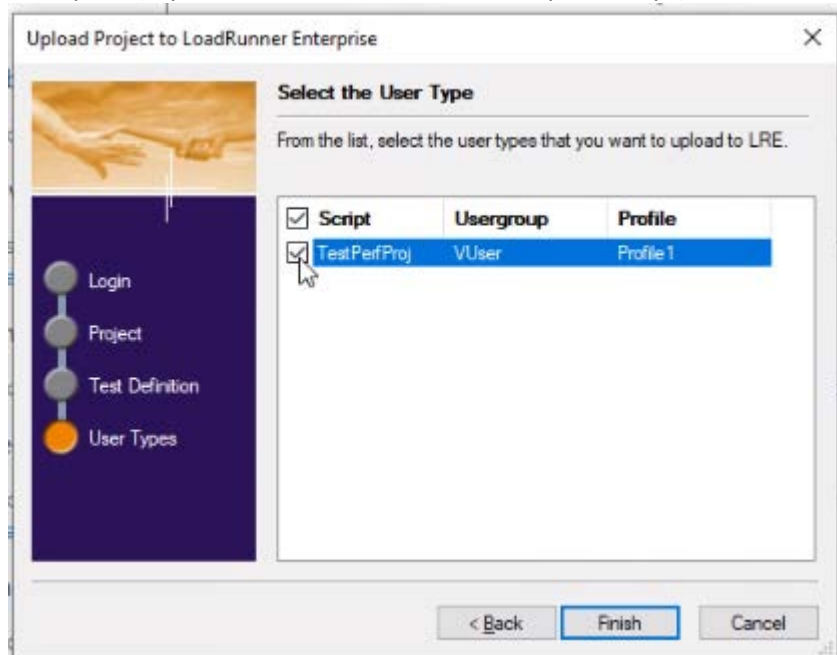 Upload Project to LoadRunner Enterprise
Select the User Type
From the list, select the user types that you want to upload to LRE.
Script Usergroup Profile
TestPerfProj VUser Profile1
Login
Project
Test Definition
User Types
< Back Finish Cancel